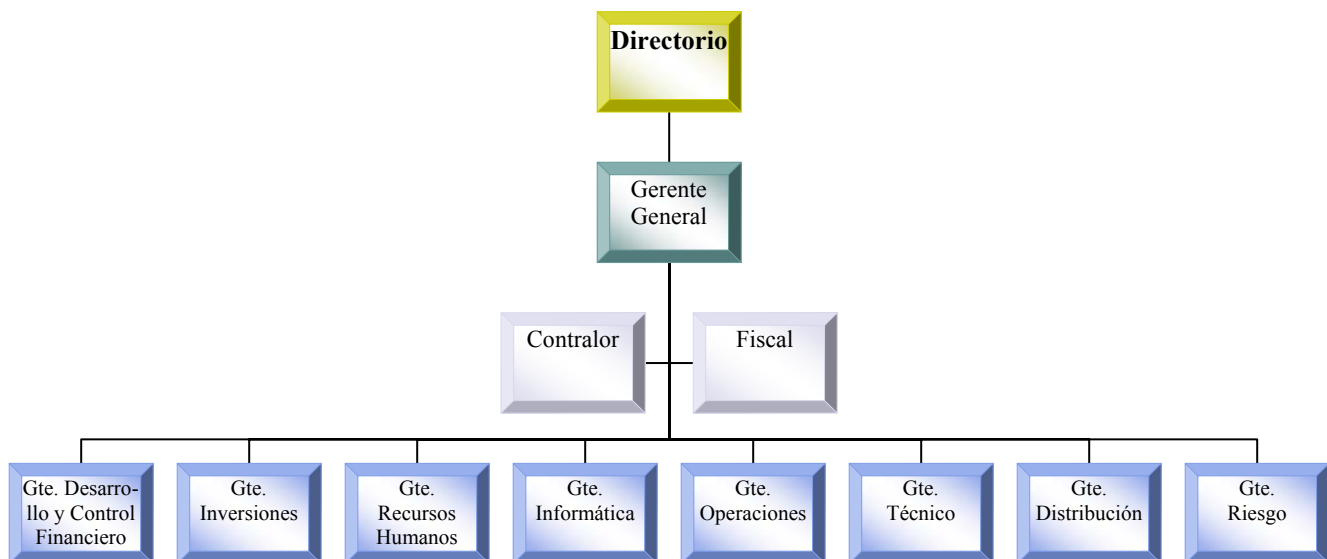 Directorio
Gerente
General
Contralor
Fiscal
Gte. Desarro-
llo y Control
Financiero
Gte.
Inversiones
Gte.
Recursos
Humanos
Gte.
Informática
Gte.
Operaciones
Gte.
Técnico
Gte.
Distribución
Gte.
Riesgo